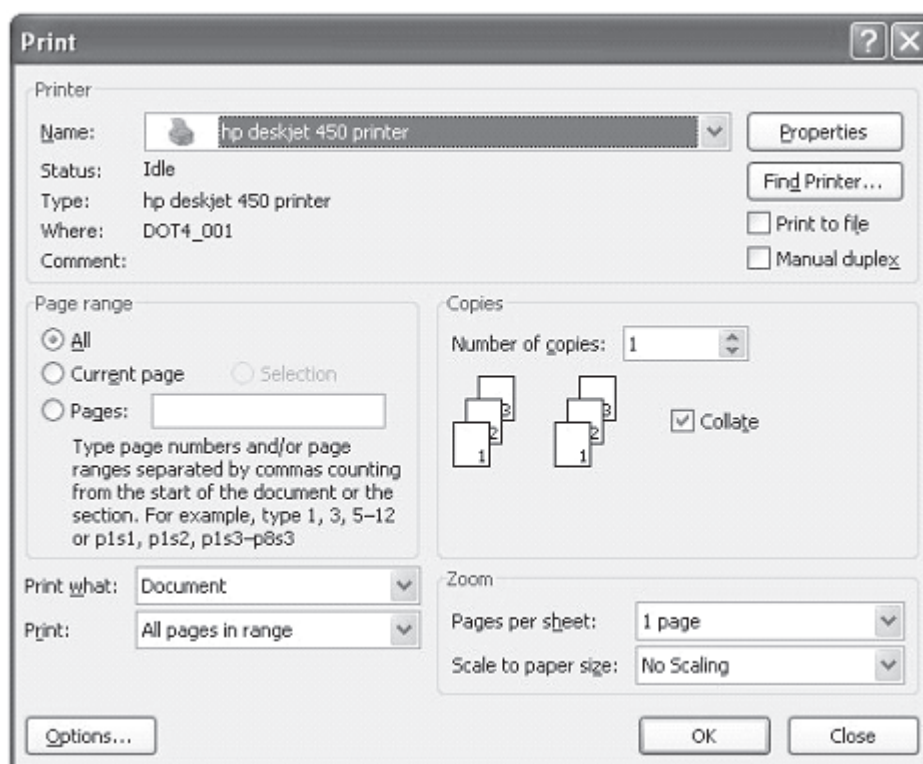 Print
Printer
Name: hp deskjet 450 printer
Properties
Status: Idle
Find Printer...
Type: hp deskjet 450 printer
Where: DOT4_001
Print to file
Comment:
Manual duplex
Page range
All
Current page Selection
Pages:
Type page numbers and/or page
ranges separated by commas counting
from the start of the document or the
section. For example, type 1, 3, 5–12
or p1s1, p1s2, p1s3–p8s3
Copies
Number of copies: 1
3 3
2 2
1 1
Collate
Print what: Document
Print: All pages in range
Zoom
Pages per sheet: 1 page
Scale to paper size: No Scaling
Options...
OK
Close